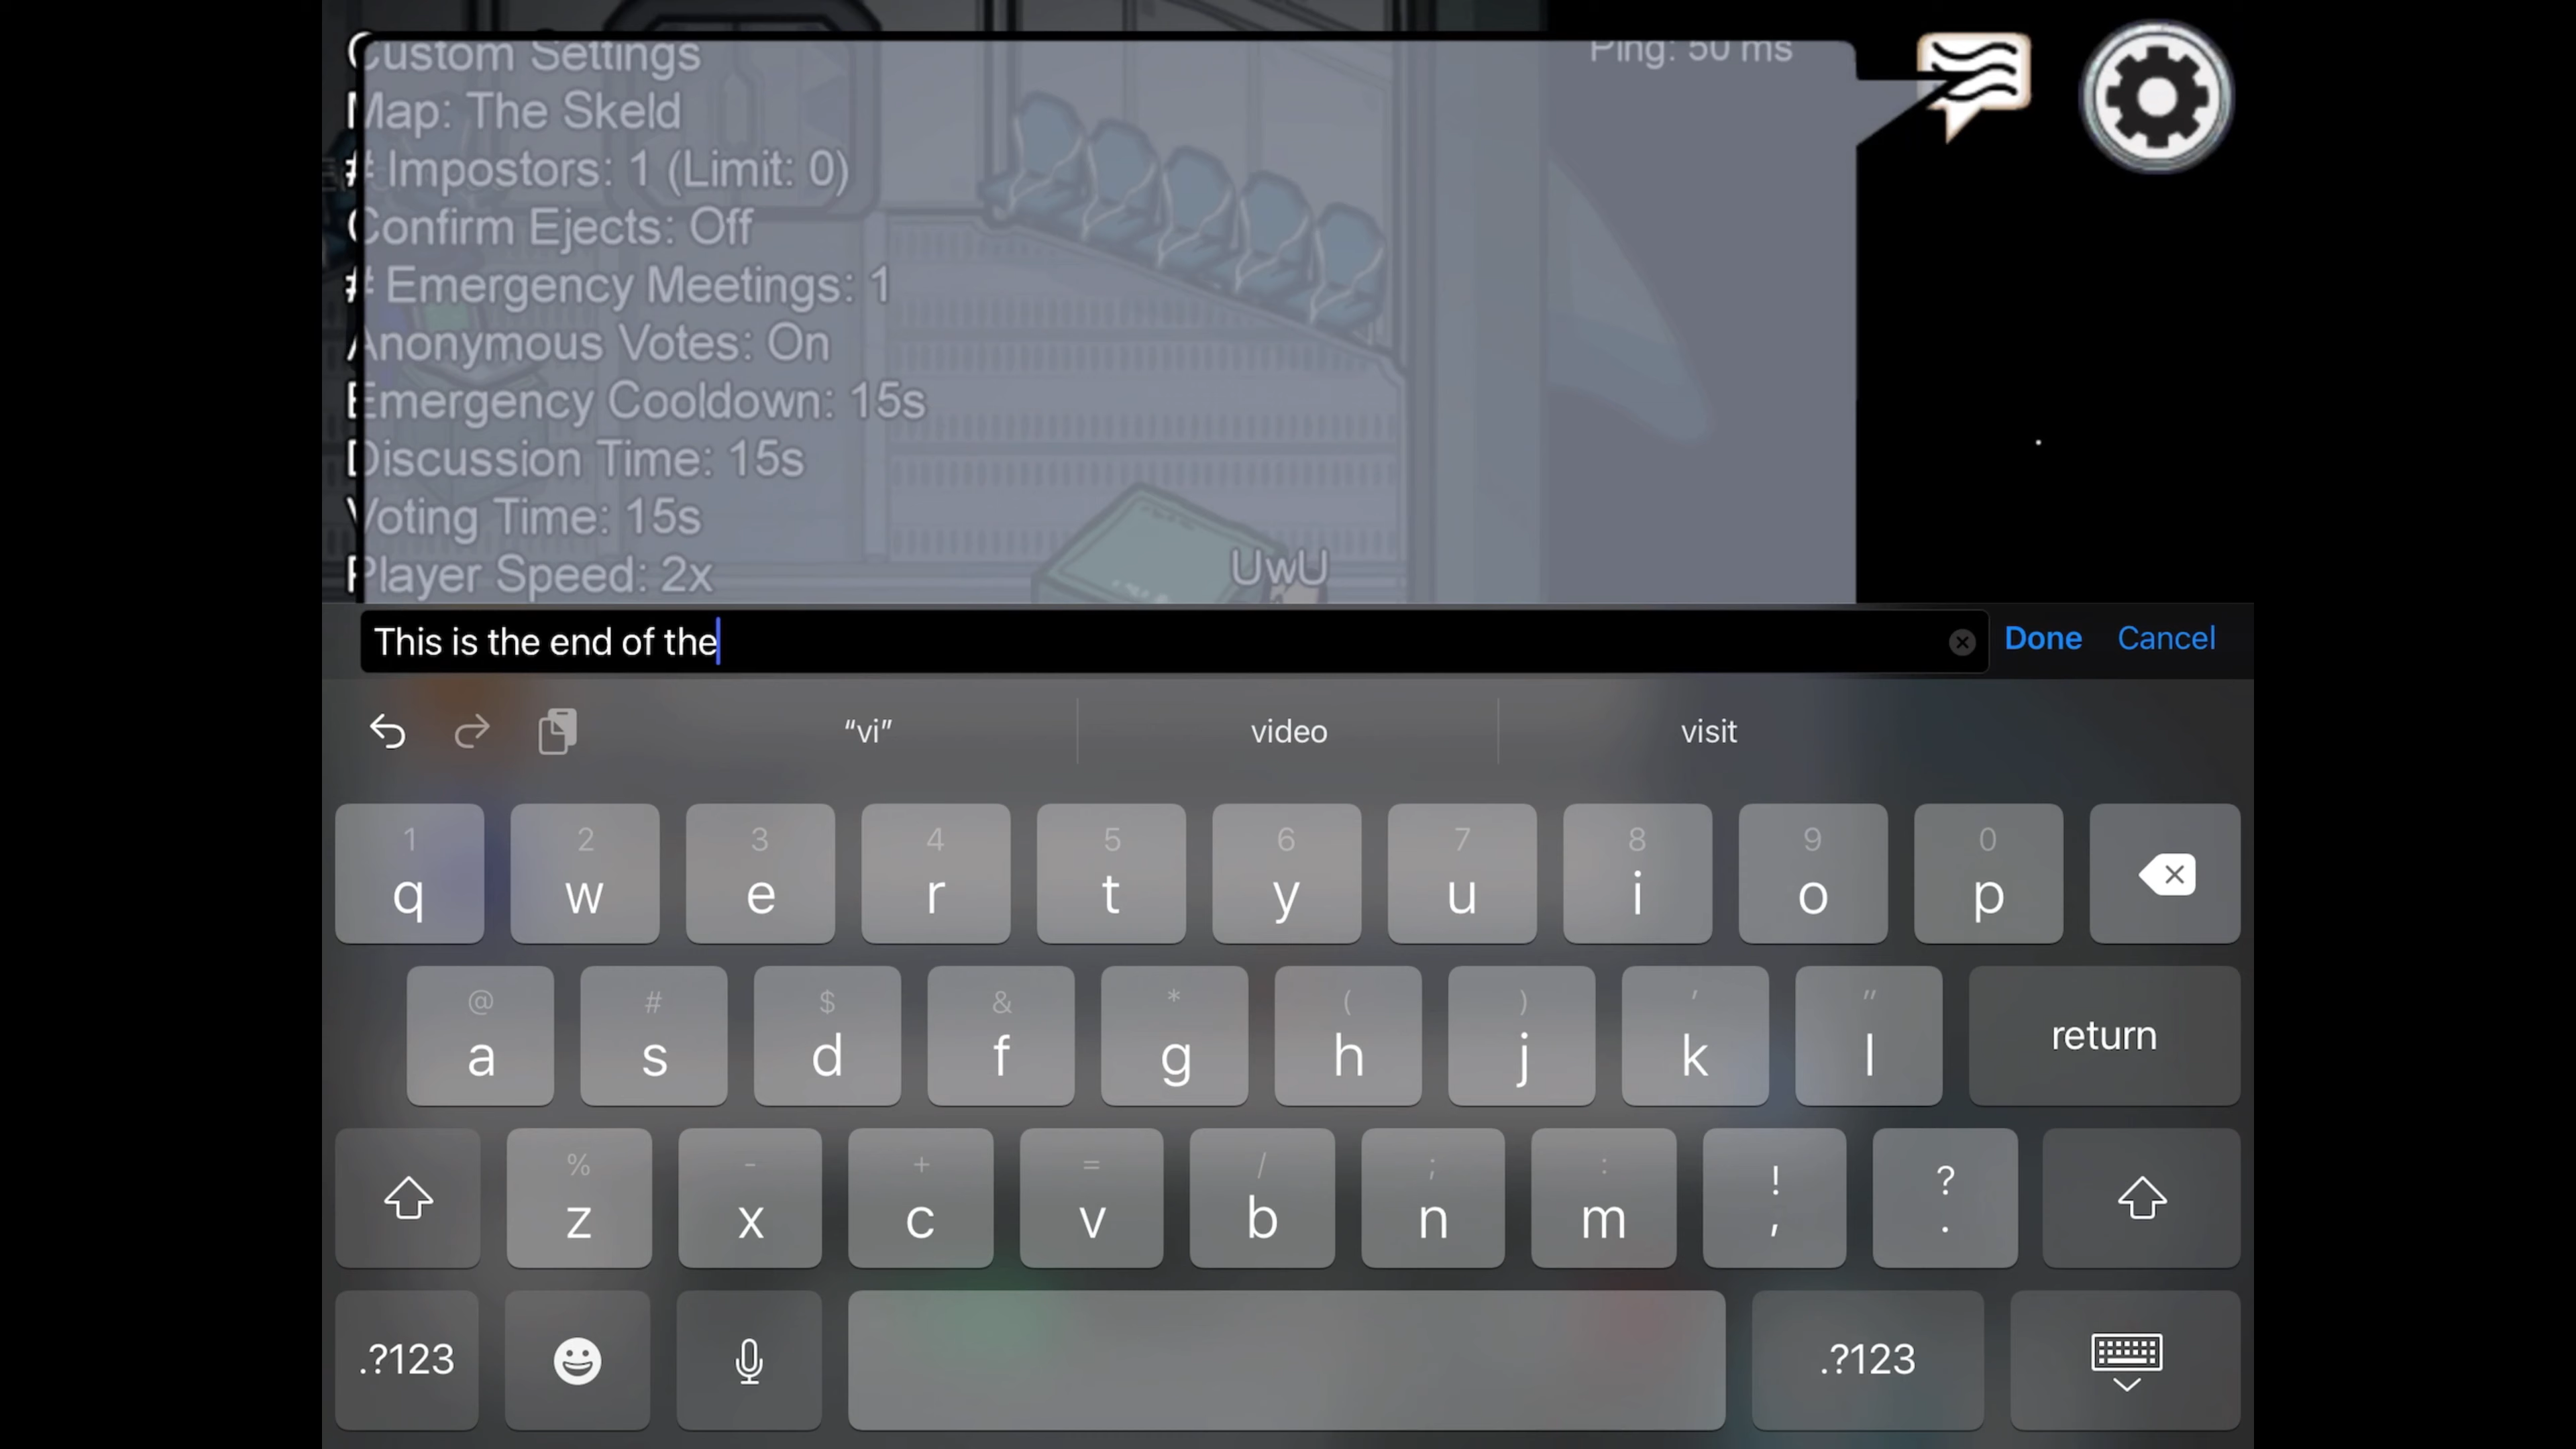 Custom Settings
Ping: 50 ms
Map: The Skeld
# Impostors: 1 (Limit: 0)
Confirm Ejects: Off
# Emergency Meetings: 1
Anonymous Votes: On
Emergency Cooldown: 15s
Discussion Time: 15s
Voting Time: 15s
Player Speed: 2x
UwU
This is the end of the
Done Cancel
“vi” video visit
1 2 3 4 5 6 7 8 9 0
q w e r t y u i o p
@ # $ & * ( ) ' "
a s d f g h j k l return
% - + = / ; : ! ?
z x c v b n m , .
.?123 .?123